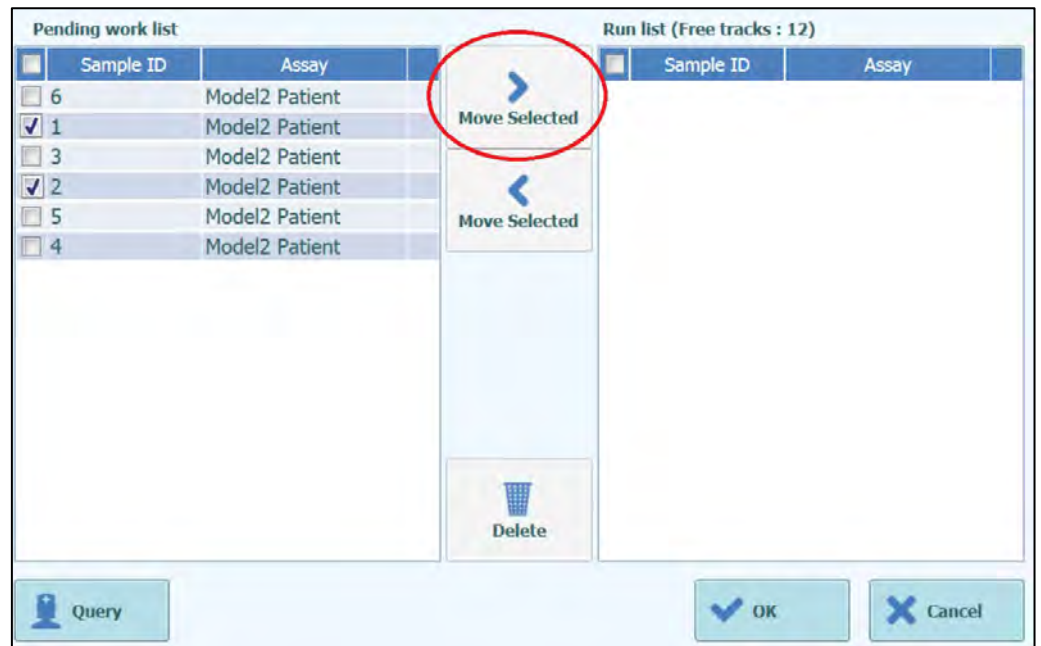 Pending work list
Sample ID Assay
6 Model2 Patient
1 Model2 Patient
3 Model2 Patient
2 Model2 Patient
5 Model2 Patient
4 Model2 Patient
Move Selected
Move Selected
Delete
Run list (Free tracks : 12)
Sample ID Assay
Query
OK
Cancel